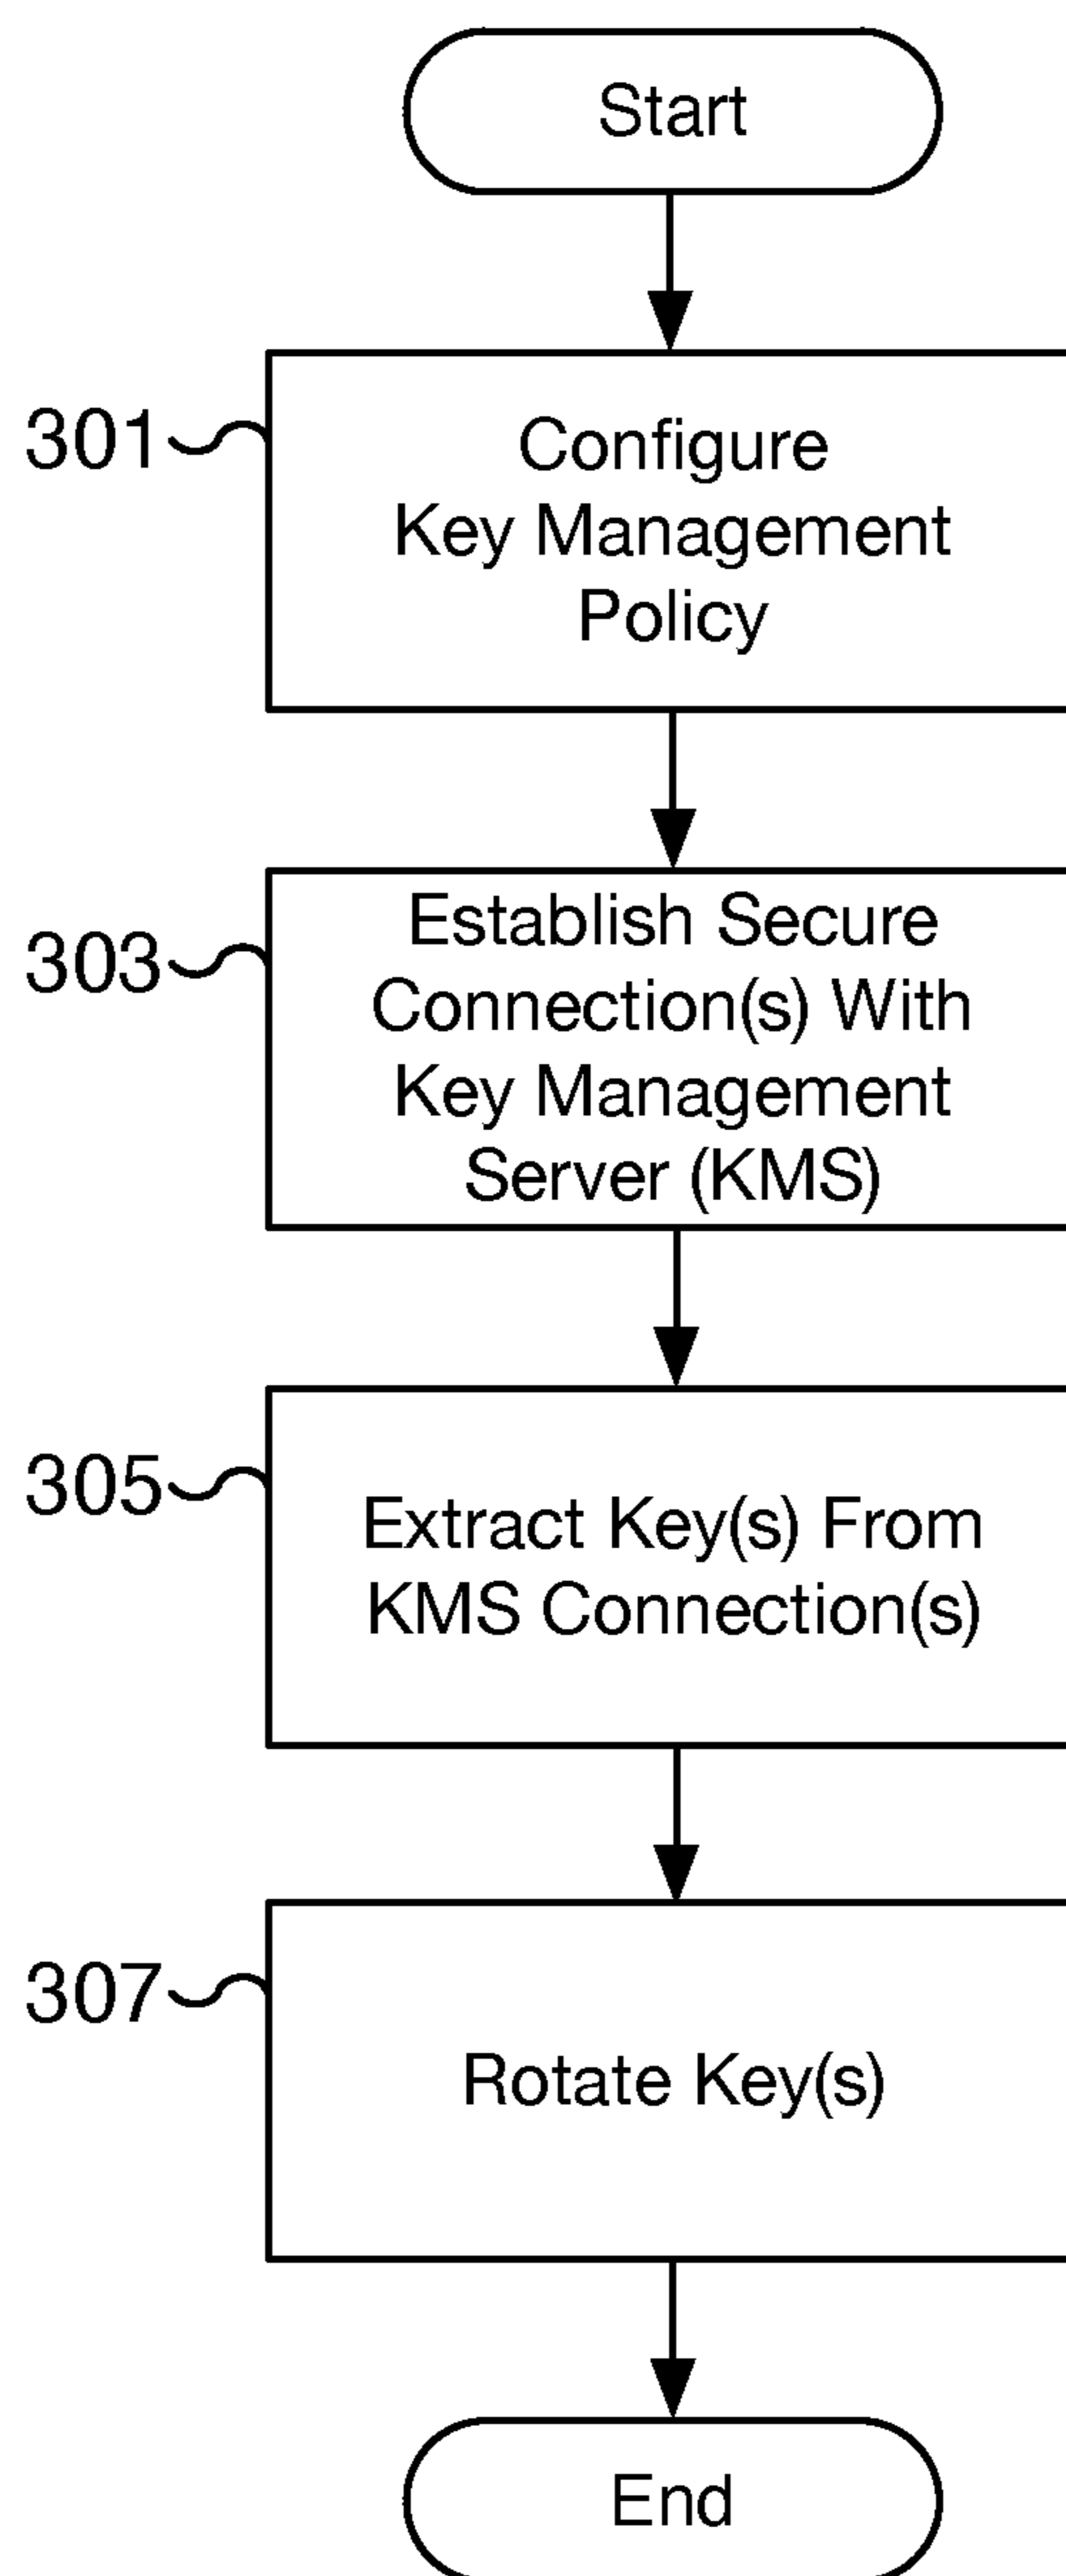 Start
301
Configure
Key Management
Policy
303
Establish Secure
Connection(s) With
Key Management
Server (KMS)
305
Extract Key(s) From
KMS Connection(s)
307
Rotate Key(s)
End